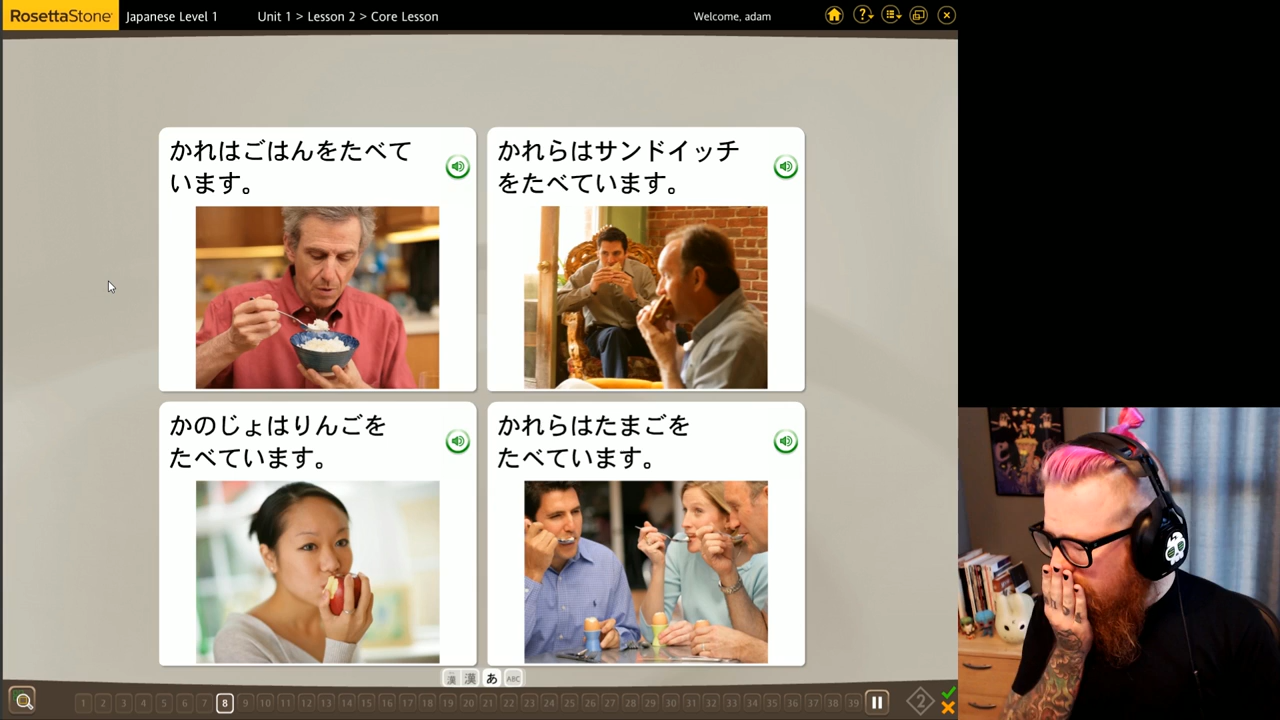 RosettaStone
Japanese Level 1
Unit 1 > Lesson 2 > Core Lesson
Welcome, adam
かれはごはんをたべて
います。
かれらはサンドイッチ
をたべています。
かのじょはりんごを
たべています。
かれらはたまごを
たべています。
漢 漢 あ ABC
1 2 3 4 5 6 7 8 9 10 11 12 13 14 15 16 17 18 19 20 21 22 23 24 25 26 27 28 29 30 31 32 33 34 35 36 37 38 39
2